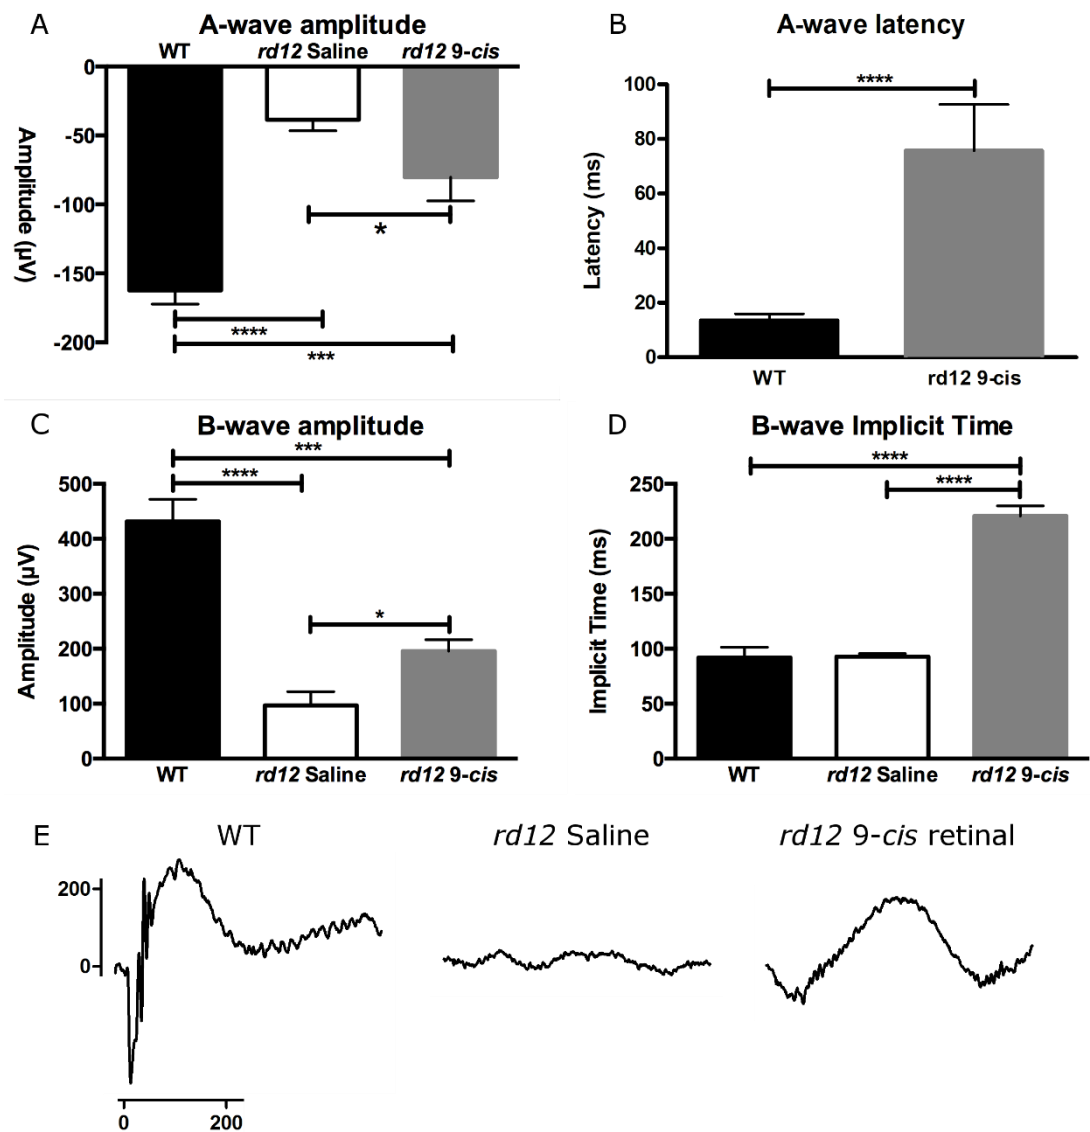 A
A-wave amplitude
WT rd12 Saline rd12 9-cis
0
-50
-100
-150
-200
Amplitude (µV)
*
****
***
B
A-wave latency
****
100
80
60
40
20
0
Latency (ms)
WT rd12 9-cis
C
B-wave amplitude
***
****
*
500
400
300
200
100
0
Amplitude (µV)
WT rd12 Saline rd12 9-cis
D
B-wave Implicit Time
****
****
250
200
150
100
50
0
Implicit Time (ms)
WT rd12 Saline rd12 9-cis
E
WT rd12 Saline rd12 9-cis retinal
200
0
0 200